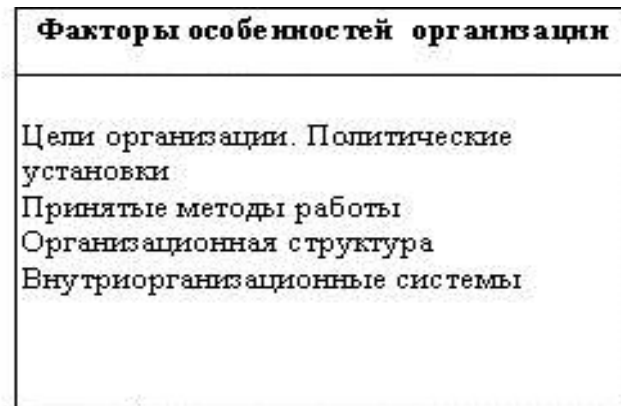 Факторы особенностей организации
Цели организации. Политические
установки
Принятые методы работы
Организационная структура
Внутриорганизационные системы